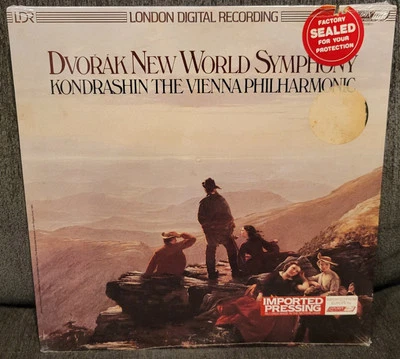 LDR LONDON DIGITAL RECORDING
FACTORY
SEALED
FOR YOUR
PROTECTION
DVOŘÁK NEW WORLD SYMPHONY
KONDRASHIN THE VIENNA PHILHARMONIC
IMPORTED
PRESSING